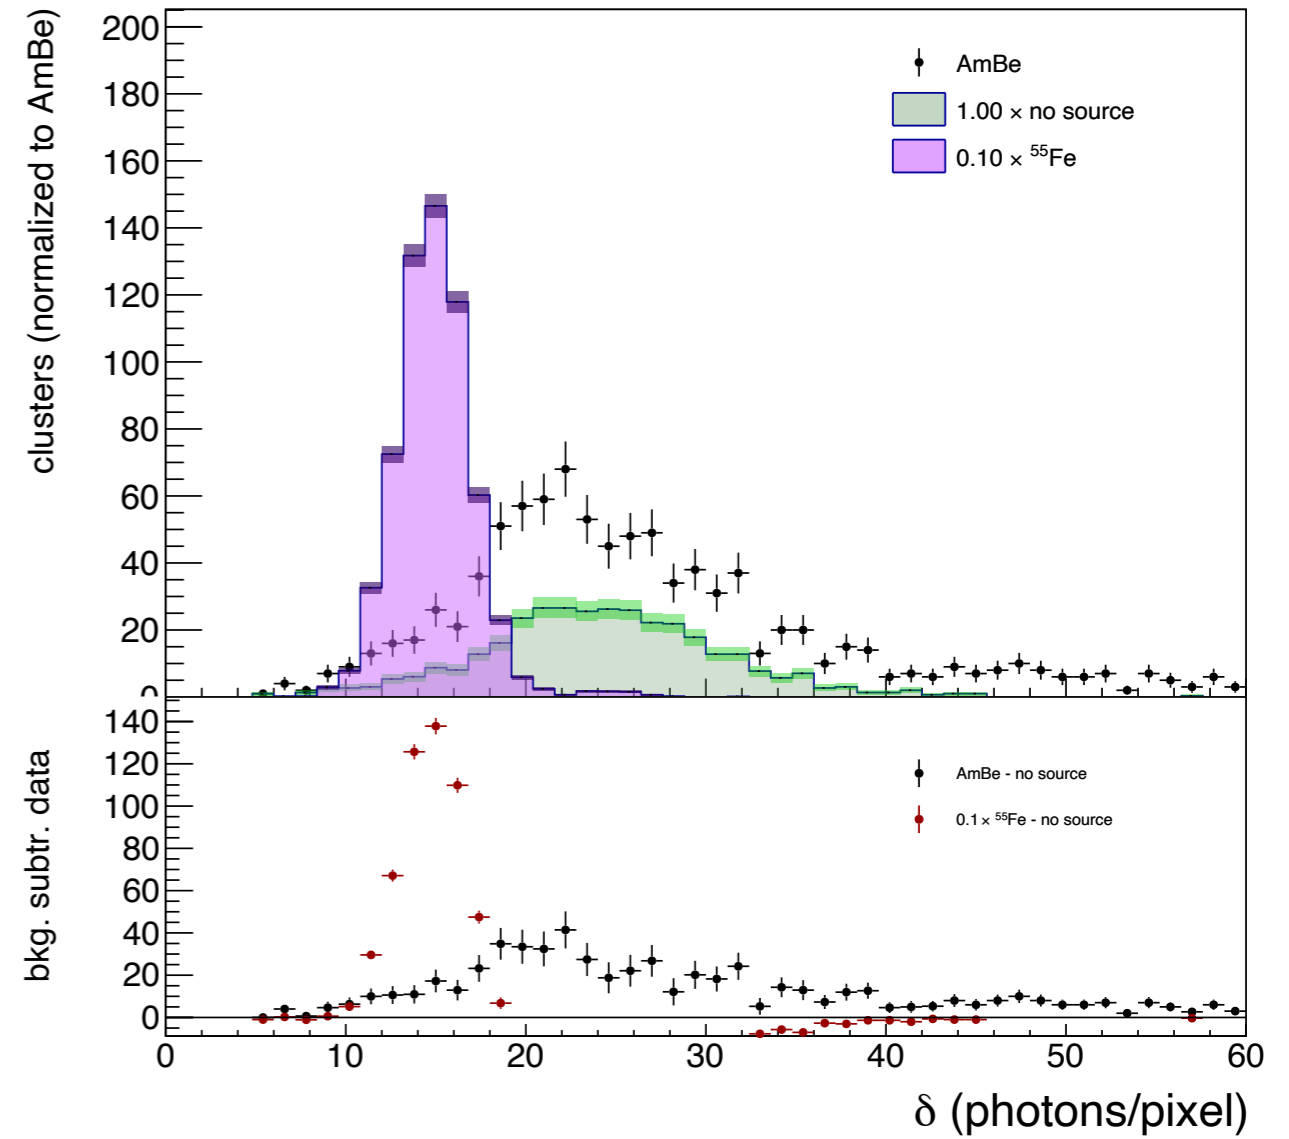 clusters (normalized to AmBe)
200
180
160
140
120
100
80
60
40
20
0
AmBe
1.00 × no source
0.10 × ⁵⁵Fe
bkg. subtr. data
140
120
100
80
60
40
20
0
AmBe - no source
0.1 × ⁵⁵Fe - no source
0 10 20 30 40 50 60
δ (photons/pixel)